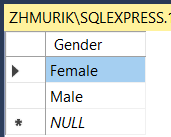 ZHMURIK\SQLEXPRESS.
Gender
Female
Male
* NULL